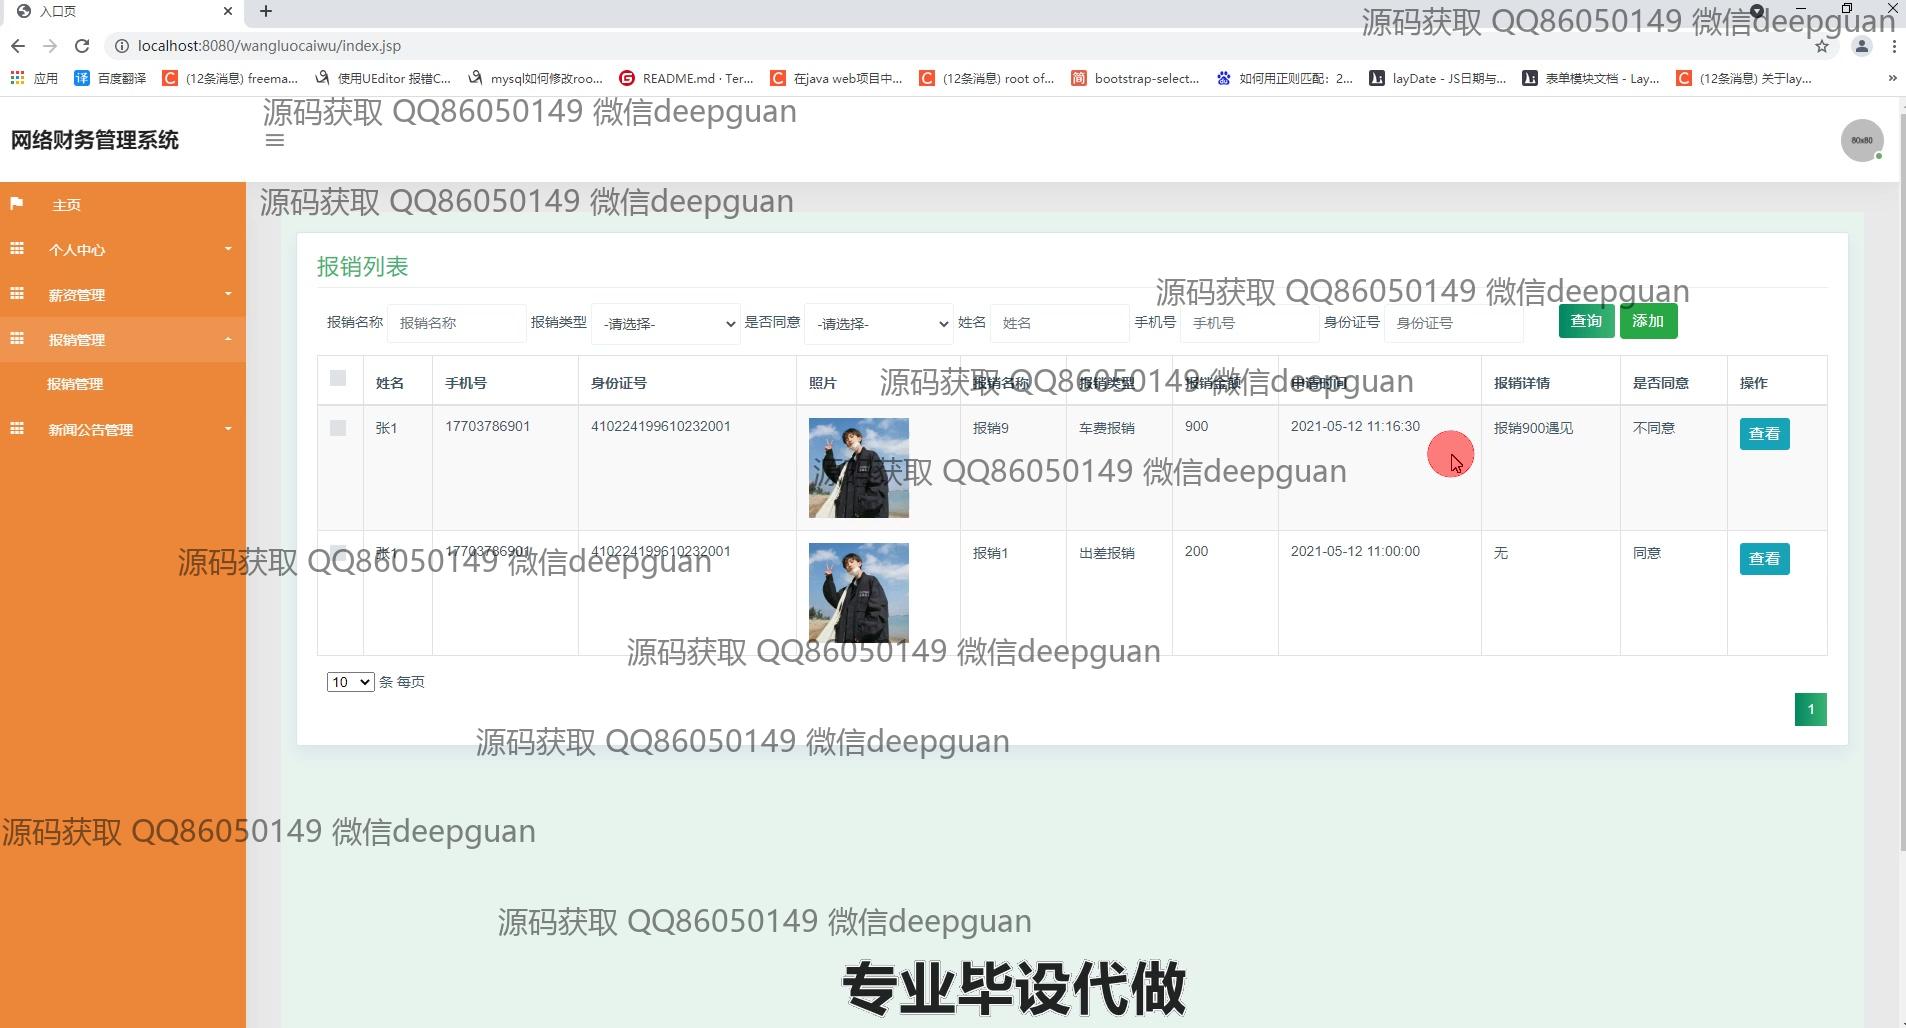 入口页
源码获取 QQ86050149 微信deepguan
localhost:8080/wangluocaiwu/index.jsp
应用 百度翻译 (12条消息) freema... 使用UEditor 报错C... mysql如何修改roo... README.md · Ter... 在java web项目中... (12条消息) root of... bootstrap-select... 如何用正则匹配：2... layDate - JS日期与... 表单模块文档 - Lay... (12条消息) 关于lay...
源码获取 QQ86050149 微信deepguan
网络财务管理系统
80x80
主页
源码获取 QQ86050149 微信deepguan
个人中心
薪资管理
报销管理
报销管理
新闻公告管理
报销列表
源码获取 QQ86050149 微信deepguan
报销名称 报销名称 报销类型 -请选择- 是否同意 -请选择- 姓名 姓名 手机号 手机号 身份证号 身份证号 查询 添加
姓名 手机号 身份证号 照片 报销名称 报销类型 报销金额 申请时间 报销详情 是否同意 操作
源码获取 QQ86050149 微信deepguan
张1 17703786901 410224199610232001 报销9 车费报销 900 2021-05-12 11:16:30 报销900遇见 不同意 查看
源码获取 QQ86050149 微信deepguan
张1 17703786901 410224199610232001 报销1 出差报销 200 2021-05-12 11:00:00 无 同意 查看
源码获取 QQ86050149 微信deepguan
源码获取 QQ86050149 微信deepguan
10 条 每页
1
源码获取 QQ86050149 微信deepguan
源码获取 QQ86050149 微信deepguan
源码获取 QQ86050149 微信deepguan
专业毕设代做